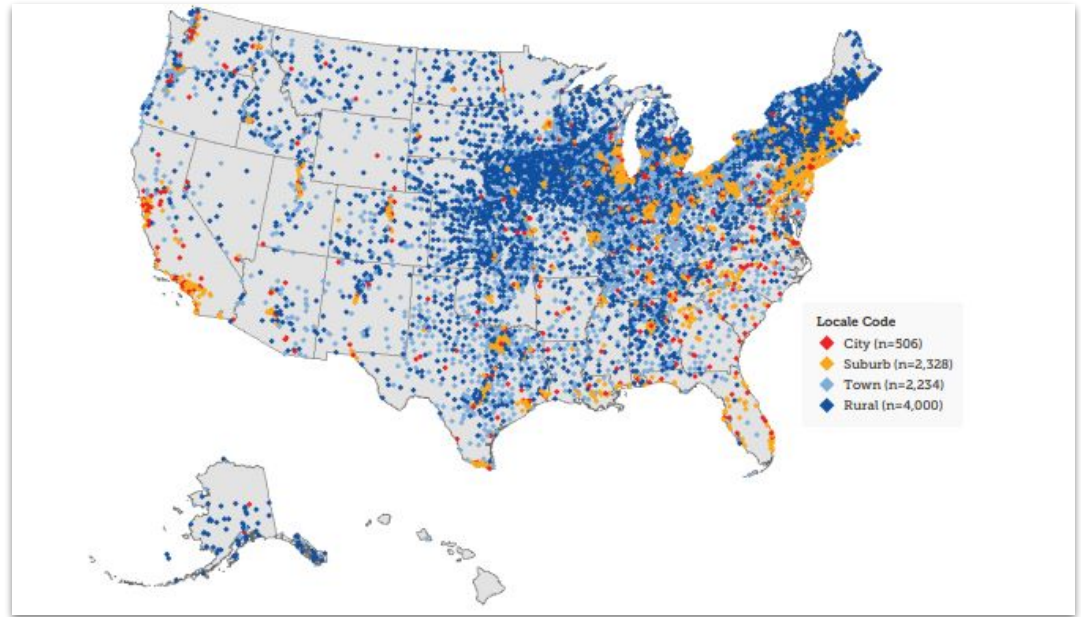 Locale Code
City (n=506)
Suburb (n=2,328)
Town (n=2,234)
Rural (n=4,000)